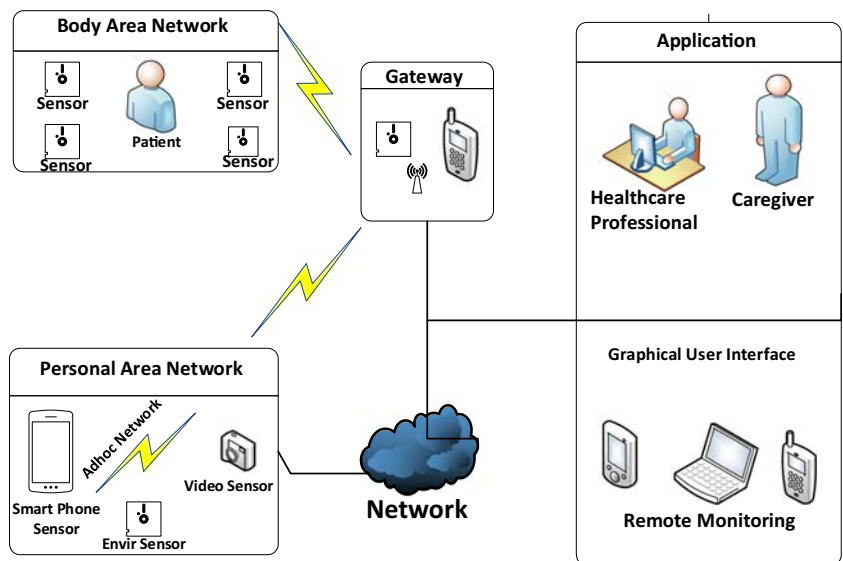 Body Area Network
Sensor
Sensor
Patient
Sensor
Sensor
Gateway
Application
Healthcare
Professional
Caregiver
Personal Area Network
Adhoc Network
Smart Phone
Sensor
Video Sensor
Envir Sensor
Network
Graphical User Interface
Remote Monitoring